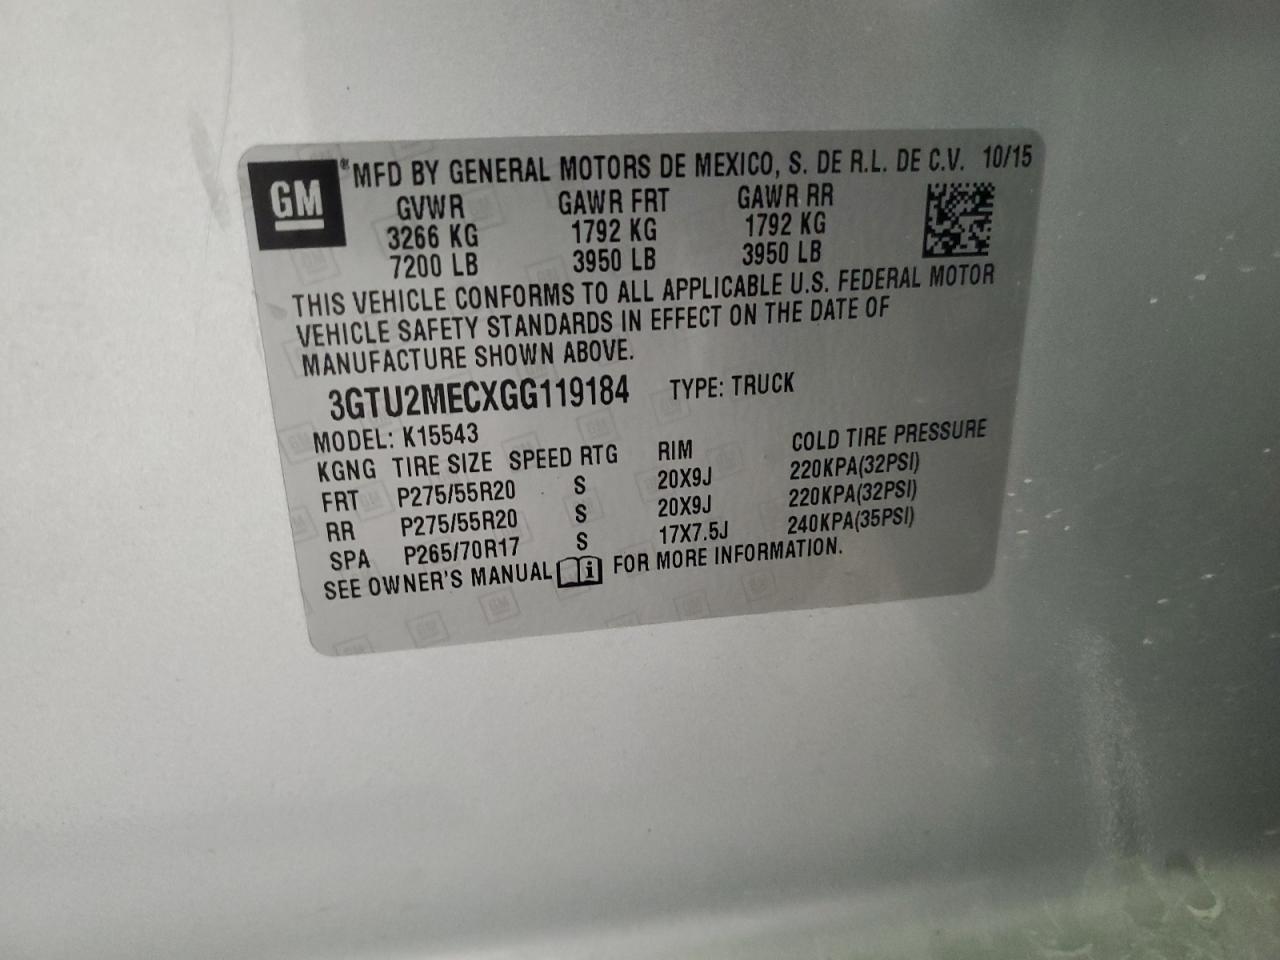 GM ®MFD BY GENERAL MOTORS DE MEXICO, S. DE R.L. DE C.V. 10/15
GVWR GAWR FRT GAWR RR
3266 KG 1792 KG 1792 KG
7200 LB 3950 LB 3950 LB
THIS VEHICLE CONFORMS TO ALL APPLICABLE U.S. FEDERAL MOTOR
VEHICLE SAFETY STANDARDS IN EFFECT ON THE DATE OF
MANUFACTURE SHOWN ABOVE.
3GTU2MECXGG119184 TYPE: TRUCK
MODEL: K15543
KGNG TIRE SIZE SPEED RTG RIM COLD TIRE PRESSURE
FRT P275/55R20 S 20X9J 220KPA(32PSI)
RR P275/55R20 S 20X9J 220KPA(32PSI)
SPA P265/70R17 S 17X7.5J 240KPA(35PSI)
SEE OWNER'S MANUAL i FOR MORE INFORMATION.